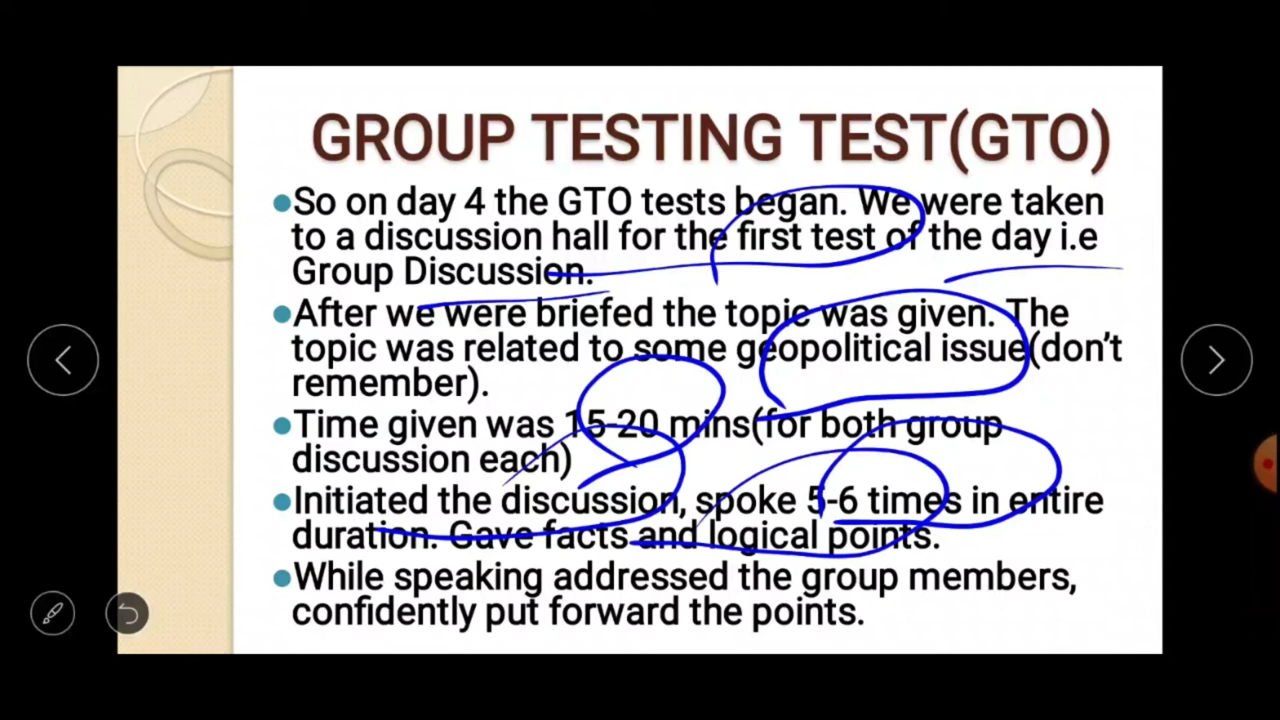 GROUP TESTING TEST(GTO)
•So on day 4 the GTO tests began. We were taken
to a discussion hall for the first test of the day i.e
Group Discussion.
•After we were briefed the topic was given. The
topic was related to some geopolitical issue(don't
remember).
•Time given was 15-20 mins(for both group
discussion each)
•Initiated the discussion, spoke 5-6 times in entire
duration. Gave facts and logical points.
•While speaking addressed the group members,
confidently put forward the points.